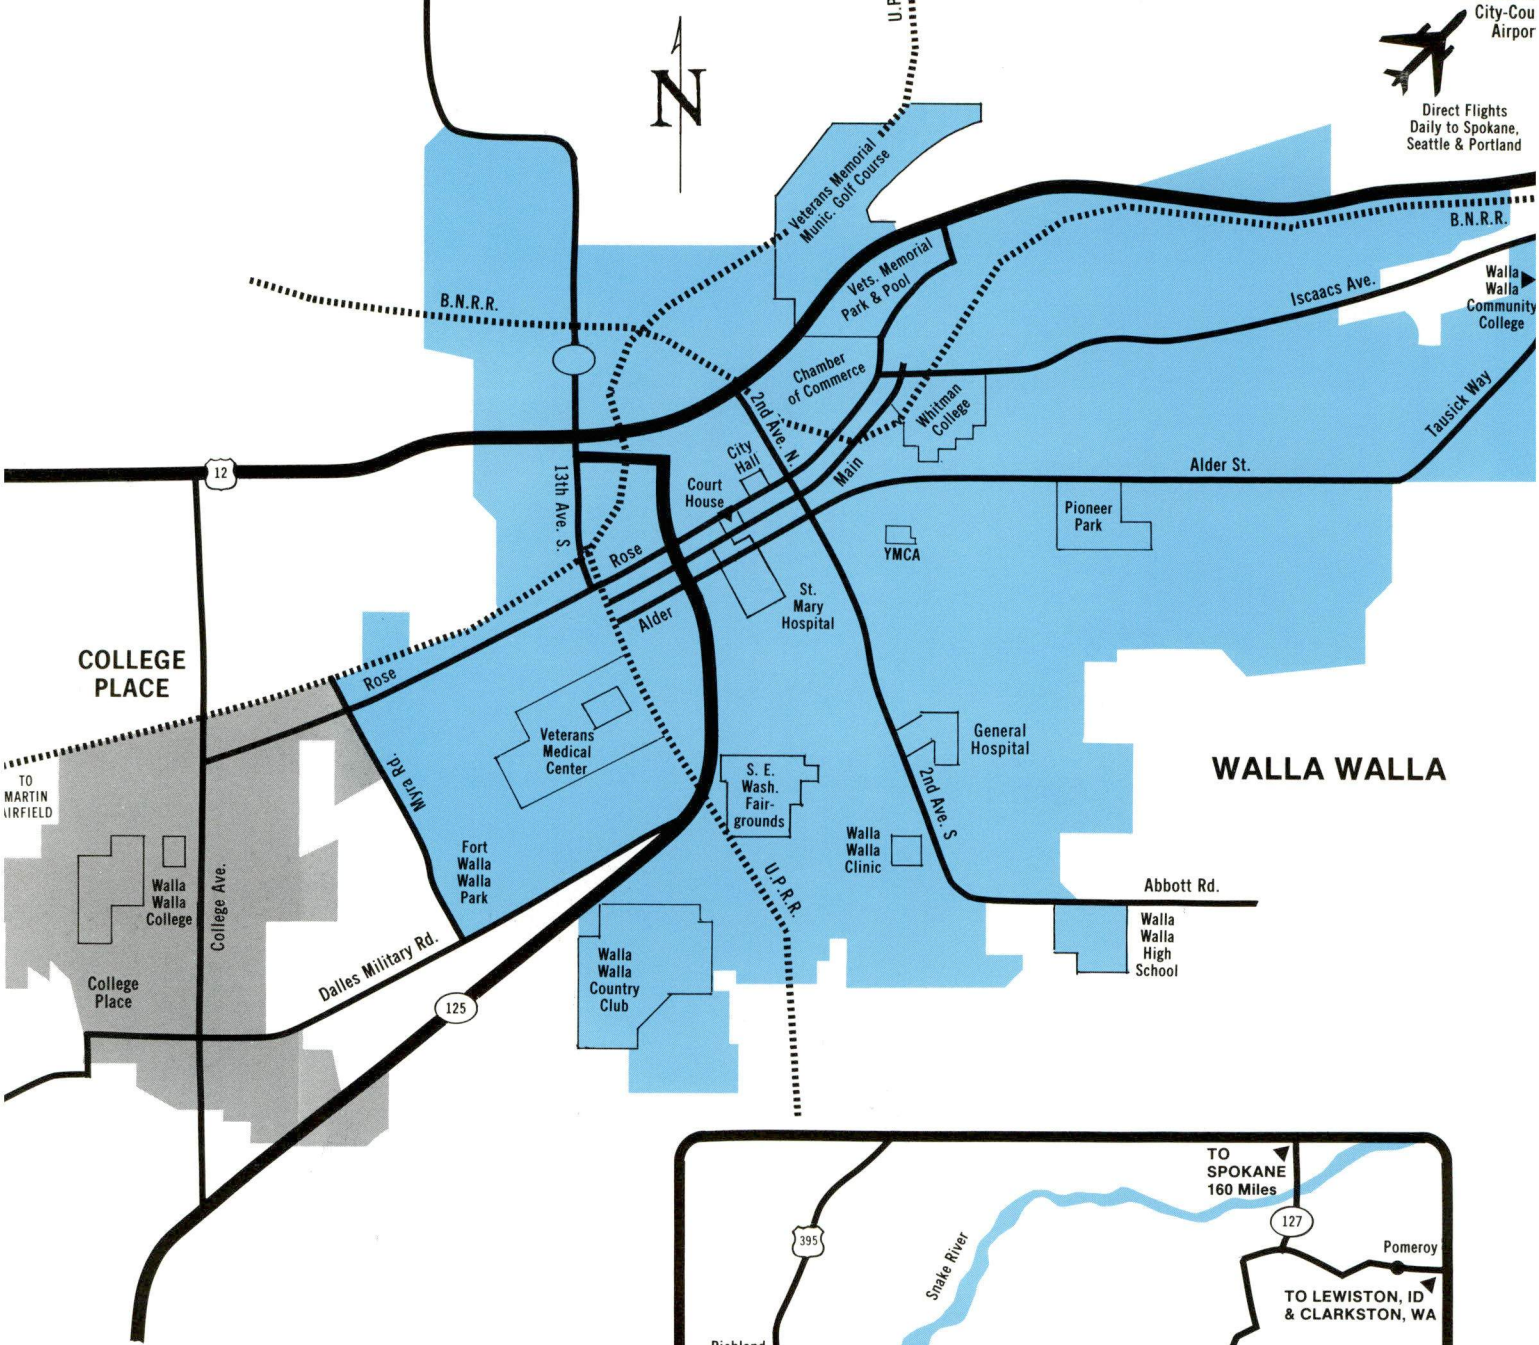 U.P
City-Cou
Airpor
N
Direct Flights
Daily to Spokane,
Seattle & Portland
Veterans Memorial
Munic. Golf Course
B.N.R.R.
Vets. Memorial
Park & Pool
B.N.R.R.
Iscaacs Ave.
Walla
Walla
Community
College
Chamber
of Commerce
2nd Ave. N.
Whitman
College
Tausick Way
12
13th Ave. S.
City
Hall
Court
House
Main
Alder St.
Pioneer
Park
YMCA
Rose
Alder
St.
Mary
Hospital
COLLEGE
PLACE
Rose
Myra Rd.
Veterans
Medical
Center
General
Hospital
WALLA WALLA
TO
MARTIN
AIRFIELD
S. E.
Wash.
Fair-
grounds
2nd Ave. S
Walla
Walla
Clinic
Fort
Walla
Walla
Park
U.P.R.R.
Walla
Walla
College
College Ave.
Abbott Rd.
Walla
Walla
High
School
College
Place
Dalles Military Rd.
Walla
Walla
Country
Club
125
TO
SPOKANE
160 Miles
127
395
Snake River
Pomeroy
TO LEWISTON, ID
& CLARKSTON, WA
Richland